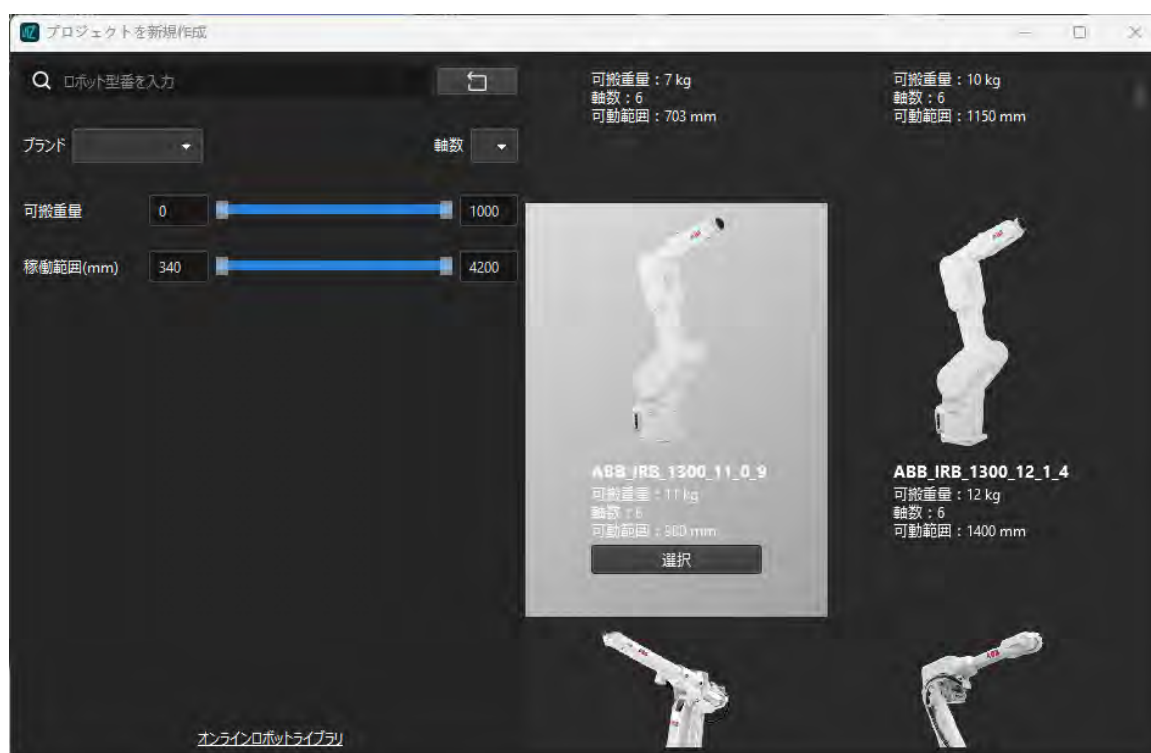 プロジェクトを新規作成
ロボット型番を入力
ブランド
軸数
可搬重量
0
1000
稼働範囲(mm)
340
4200
オンラインロボットライブラリ
可搬重量：7 kg
軸数：6
可動範囲：703 mm
可搬重量：10 kg
軸数：6
可動範囲：1150 mm
ABB_IRB_1300_11_0_9
可搬重量：11 kg
軸数：6
可動範囲：900 mm
選択
ABB_IRB_1300_12_1_4
可搬重量：12 kg
軸数：6
可動範囲：1400 mm